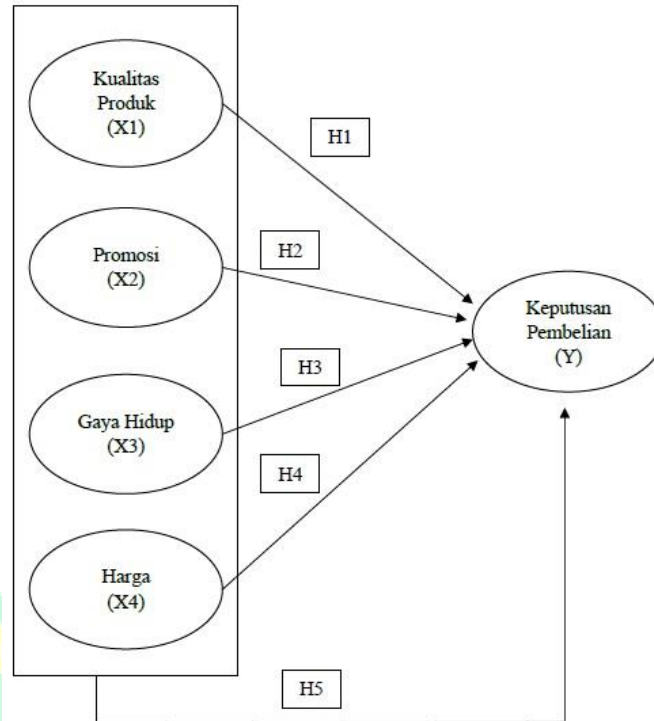 Kualitas
Produk
(X1)
H1
Promosi
(X2)
H2
Keputusan
Pembelian
(Y)
Gaya Hidup
(X3)
H3
H4
Harga
(X4)
H5